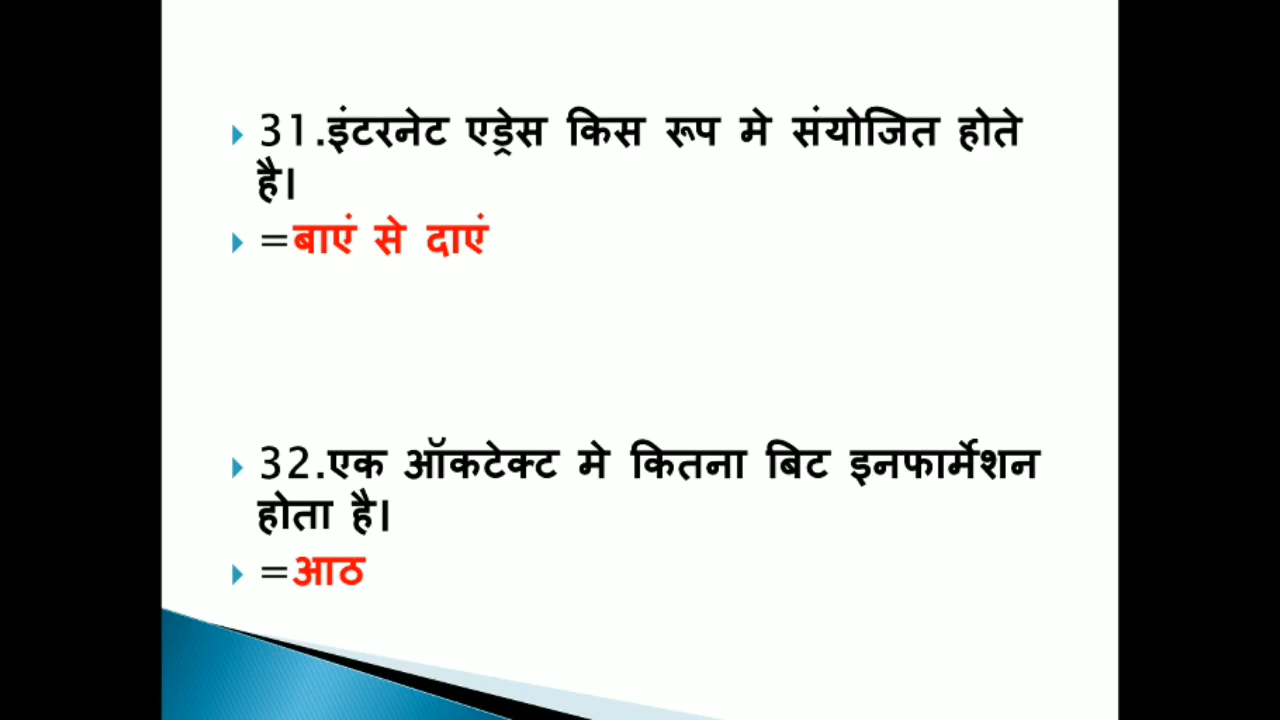 31.इंटरनेट एड्रेस किस रूप मे संयोजित होते
है।
=बाएं से दाएं
32.एक ऑकटेक्ट मे कितना बिट इनफार्मेशन
होता है।
=आठ